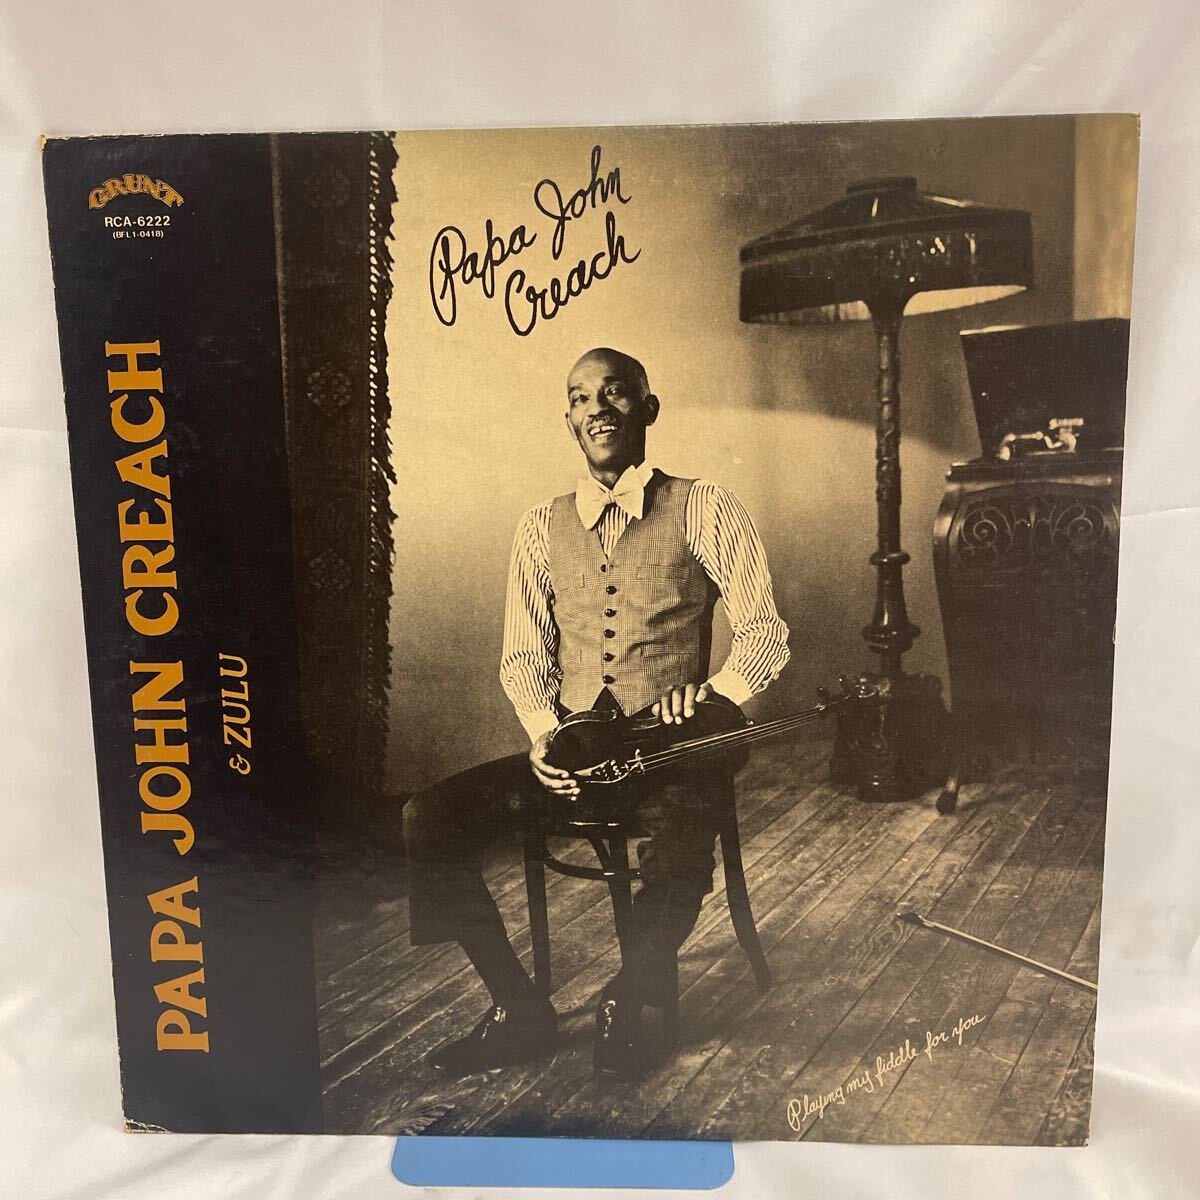 GRUNT
RCA-6222
(BFL1-0418)
PAPA JOHN CREACH
& ZULU
Papa John
Creach
Playing my fiddle for you